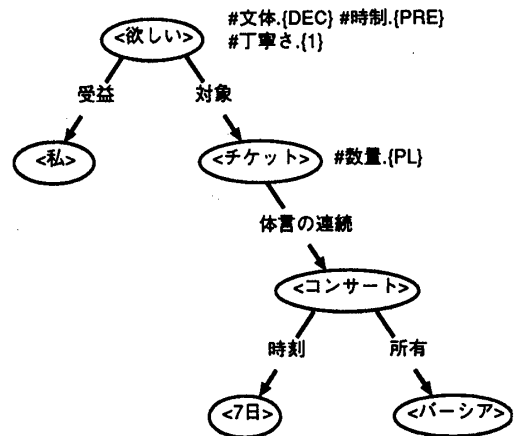 <欲しい> #文体.{DEC} #時制.{PRE}
#丁寧さ.{1}
受益 対象
<私> <チケット> #数量.{PL}
体言の連続
<コンサート>
時刻 所有
<7日> <バーシア>